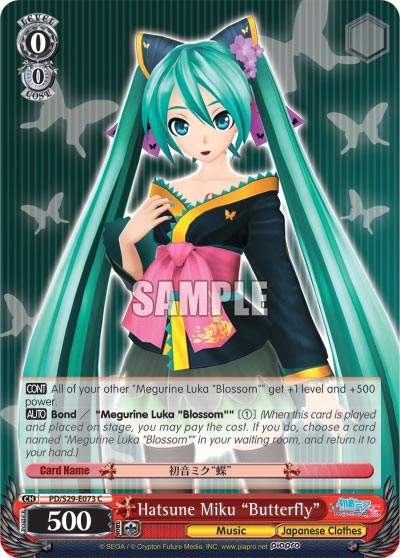 LEVEL
0
0
COST
SAMPLE
CONT All of your other "Megurine Luka "Blossom"" get +1 level and +500
power.
AUTO Bond ／ "Megurine Luka "Blossom"" [①] (When this card is played
and placed on stage, you may pay the cost. If you do, choose a card
named "Megurine Luka "Blossom"" in your waiting room, and return it to
your hand.)
Card Name 初音ミク"蝶"
CH PD/S29-E073 C
POWER 500
Hatsune Miku “Butterfly”
初音ミク
Music Japanese Clothes
© SEGA / © Crypton Future Media, INC. www.piapro.net piapro